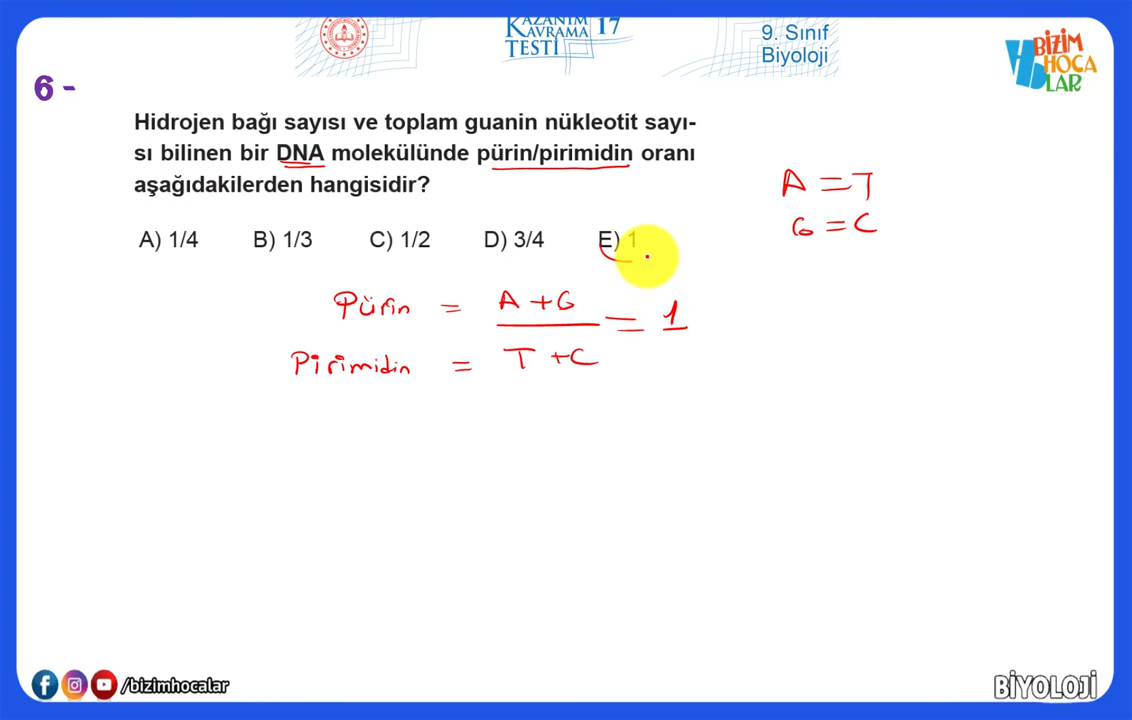 KAZANIM
KAVRAMA 17
TESTİ
9. Sınıf
Biyoloji
BİZİM
HOCA
LAR
6 -
Hidrojen bağı sayısı ve toplam guanin nükleotit sayı-
sı bilinen bir DNA molekülünde pürin/pirimidin oranı
aşağıdakilerden hangisidir?
A = T
G = C
A) 1/4 B) 1/3 C) 1/2 D) 3/4 E) 1
Pürin = A + G = 1
Pirimidin = T + C
/bizimhocalar
BİYOLOJİ